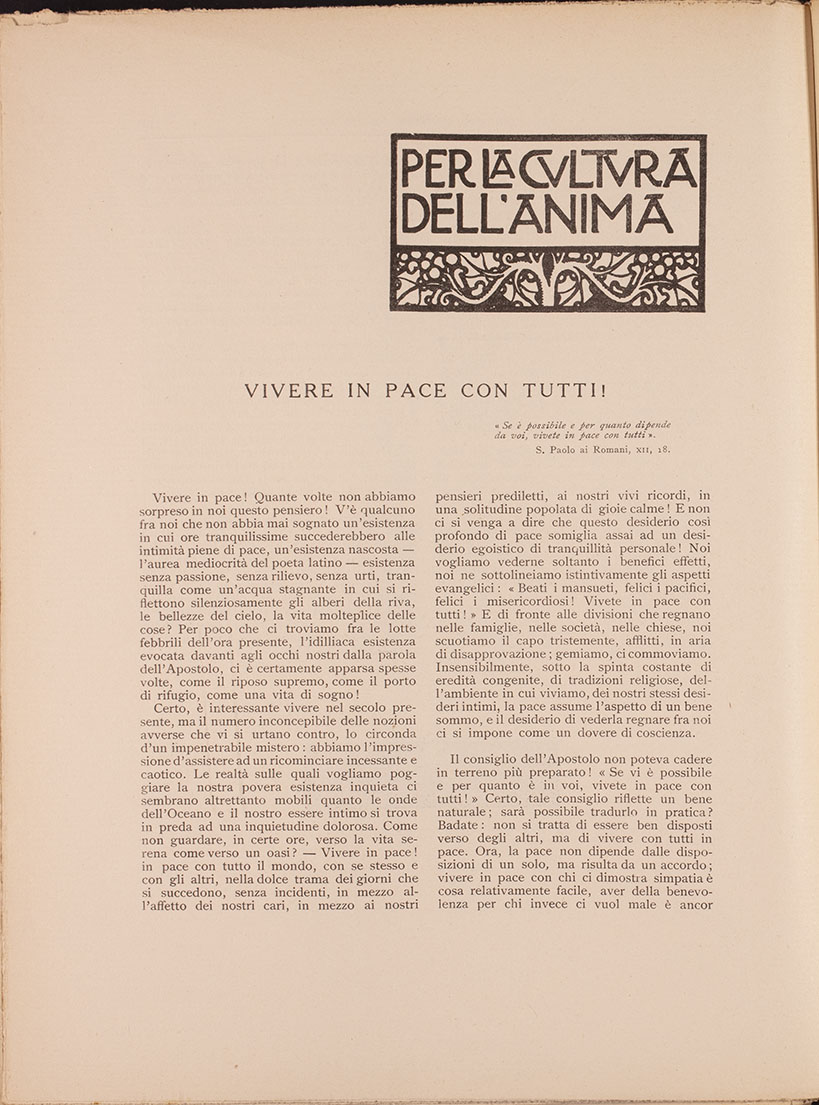 PER LA CVLTVRA
DELL'ANIMA
VIVERE IN PACE CON TUTTI!
« Se è possibile e per quanto dipende
da voi, vivete in pace con tutti ».
S. Paolo ai Romani, XII, 18.
Vivere in pace! Quante volte non abbiamo
sorpreso in noi questo pensiero! V'è qualcuno
fra noi che non abbia mai sognato un'esistenza
in cui ore tranquillissime succederebbero alle
intimità piene di pace, un'esistenza nascosta —
l'aurea mediocrità del poeta latino — esistenza
senza passione, senza rilievo, senza urti, tran-
quilla come un'acqua stagnante in cui si ri-
flettono silenziosamente gli alberi della riva,
le bellezze del cielo, la vita molteplice delle
cose? Per poco che ci troviamo fra le lotte
febbrili dell'ora presente, l'idilliaca esistenza
evocata davanti agli occhi nostri dalla parola
dell'Apostolo, ci è certamente apparsa spesse
volte, come il riposo supremo, come il porto
di rifugio, come una vita di sogno!
Certo, è interessante vivere nel secolo pre-
sente, ma il numero inconcepibile delle nozioni
avverse che vi si urtano contro, lo circonda
d'un impenetrabile mistero: abbiamo l'impres-
sione d'assistere ad un ricominciare incessante e
caotico. Le realtà sulle quali vogliamo pog-
giare la nostra povera esistenza inquieta ci
sembrano altrettanto mobili quanto le onde
dell'Oceano e il nostro essere intimo si trova
in preda ad una inquietudine dolorosa. Come
non guardare, in certe ore, verso la vita se-
rena come verso un oasi? — Vivere in pace!
in pace con tutto il mondo, con se stesso e
con gli altri, nella dolce trama dei giorni che
si succedono, senza incidenti, in mezzo al-
l'affetto dei nostri cari, in mezzo ai nostri
pensieri prediletti, ai nostri vivi ricordi, in
una solitudine popolata di gioie calme! E non
ci si venga a dire che questo desiderio così
profondo di pace somiglia assai ad un desi-
derio egoistico di tranquillità personale! Noi
vogliamo vederne soltanto i benefici effetti,
noi ne sottolineiamo istintivamente gli aspetti
evangelici: « Beati i mansueti, felici i pacifici,
felici i misericordiosi! Vivete in pace con
tutti! » E di fronte alle divisioni che regnano
nelle famiglie, nelle società, nelle chiese, noi
scuotiamo il capo tristemente, afflitti, in aria
di disapprovazione; gemiamo, ci commoviamo.
Insensibilmente, sotto la spinta costante di
eredità congenite, di tradizioni religiose, del-
l'ambiente in cui viviamo, dei nostri stessi desi-
deri intimi, la pace assume l'aspetto di un bene
sommo, e il desiderio di vederla regnare fra noi
ci si impone come un dovere di coscienza.
Il consiglio dell'Apostolo non poteva cadere
in terreno più preparato! « Se vi è possibile
e per quanto è in voi, vivete in pace con
tutti! » Certo, tale consiglio riflette un bene
naturale; sarà possibile tradurlo in pratica?
Badate: non si tratta di essere ben disposti
verso degli altri, ma di vivere con tutti in
pace. Ora, la pace non dipende dalle dispo-
sizioni di un solo, ma risulta da un accordo;
vivere in pace con chi ci dimostra simpatia è
cosa relativamente facile, aver della benevo-
lenza per chi invece ci vuol male è ancor